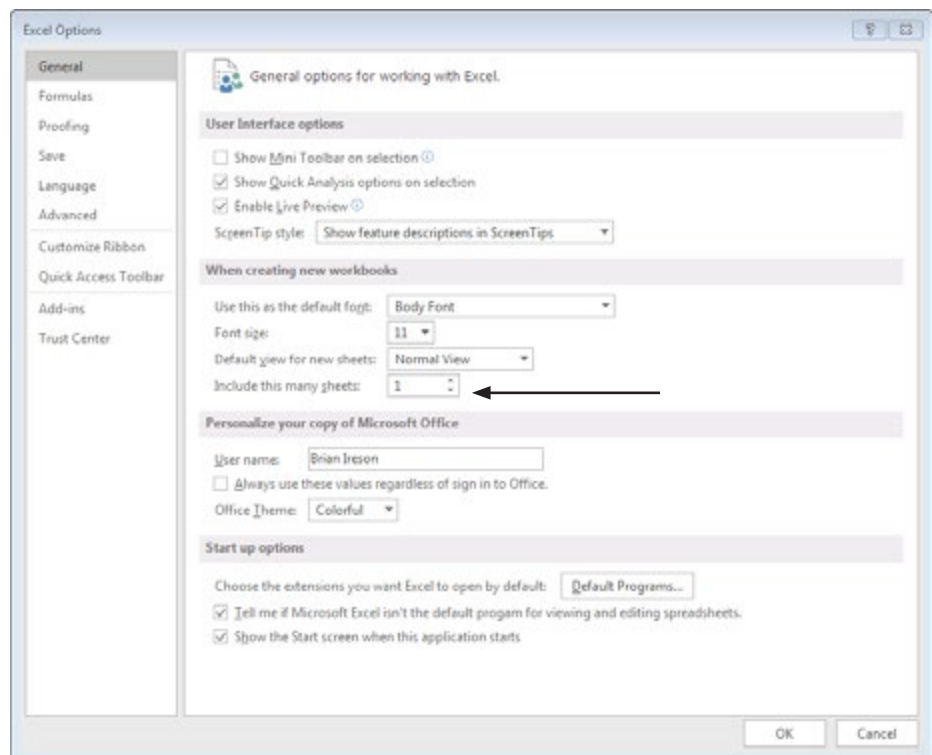 Excel Options
General
Formulas
Proofing
Save
Language
Advanced
Customize Ribbon
Quick Access Toolbar
Add-ins
Trust Center
General options for working with Excel.
User Interface options
Show Mini Toolbar on selection
Show Quick Analysis options on selection
Enable Live Preview
ScreenTip style: Show feature descriptions in ScreenTips
When creating new workbooks
Use this as the default font: Body Font
Font size: 11
Default view for new sheets: Normal View
Include this many sheets: 1
Personalize your copy of Microsoft Office
User name: Brian Ireson
Always use these values regardless of sign in to Office.
Office Theme: Colorful
Start up options
Choose the extensions you want Excel to open by default: Default Programs...
Tell me if Microsoft Excel isn't the default progam for viewing and editing spreadsheets.
Show the Start screen when this application starts
OK Cancel